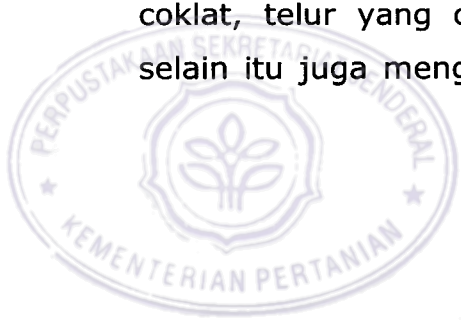 coklat, telur yang
selain itu juga meng
PERPUSTAKAAN SEKRETARIAT JENDERAL
KEMENTERIAN PERTANIAN